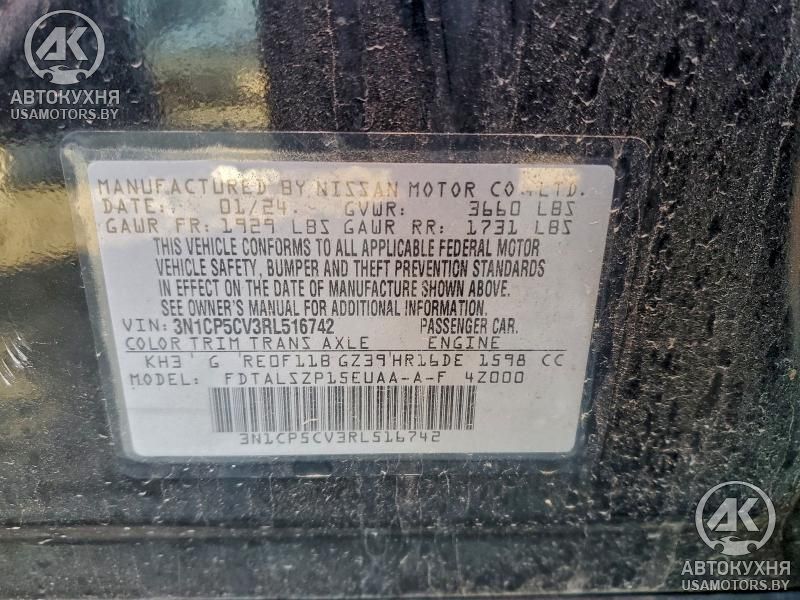 AK
АВТОКУХНЯ
USAMOTORS.BY
MANUFACTURED BY NISSAN MOTOR CO.,LTD.
DATE: 01/24 GVWR: 3660 LBS
GAWR FR: 1929 LBS GAWR RR: 1731 LBS
THIS VEHICLE CONFORMS TO ALL APPLICABLE FEDERAL MOTOR
VEHICLE SAFETY, BUMPER AND THEFT PREVENTION STANDARDS
IN EFFECT ON THE DATE OF MANUFACTURE SHOWN ABOVE.
SEE OWNER'S MANUAL FOR ADDITIONAL INFORMATION.
VIN: 3N1CP5CV3RL516742 PASSENGER CAR.
COLOR TRIM TRANS AXLE ENGINE
KH3 G RE0F11B GZ39 HR16DE 1598 CC
MODEL: FDTALSZP15EUAA-A-F 4Z000
3N1CP5CV3RL516742
AK
АВТОКУХНЯ
USAMOTORS.BY